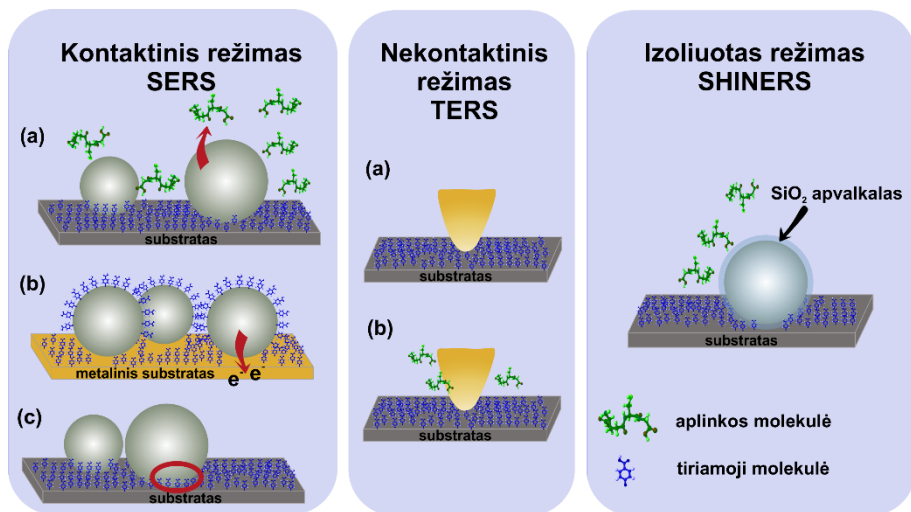 Kontaktinis režimas
SERS
(a)
substratas
(b)
metalinis substratas
e⁻ e⁻
(c)
substratas
Nekontaktinis
režimas
TERS
(a)
substratas
(b)
substratas
Izoliuotas režimas
SHINERS
SiO₂ apvalkalas
substratas
aplinkos molekulė
tiriamoji molekulė